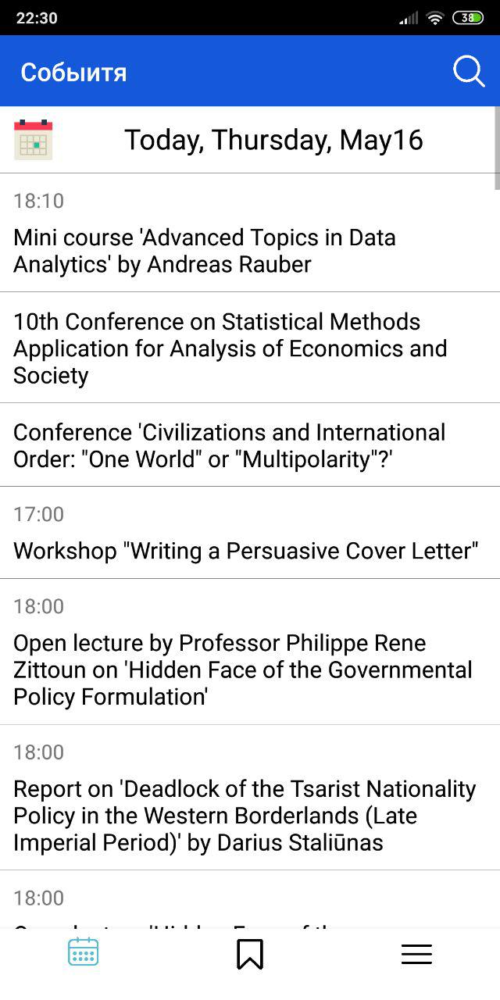 22:30
38
Собыитя
Today, Thursday, May16
18:10
Mini course 'Advanced Topics in Data
Analytics' by Andreas Rauber
10th Conference on Statistical Methods
Application for Analysis of Economics and
Society
Conference 'Civilizations and International
Order: "One World" or "Multipolarity"?'
17:00
Workshop "Writing a Persuasive Cover Letter"
18:00
Open lecture by Professor Philippe Rene
Zittoun on 'Hidden Face of the Governmental
Policy Formulation'
18:00
Report on 'Deadlock of the Tsarist Nationality
Policy in the Western Borderlands (Late
Imperial Period)' by Darius Staliūnas
18:00